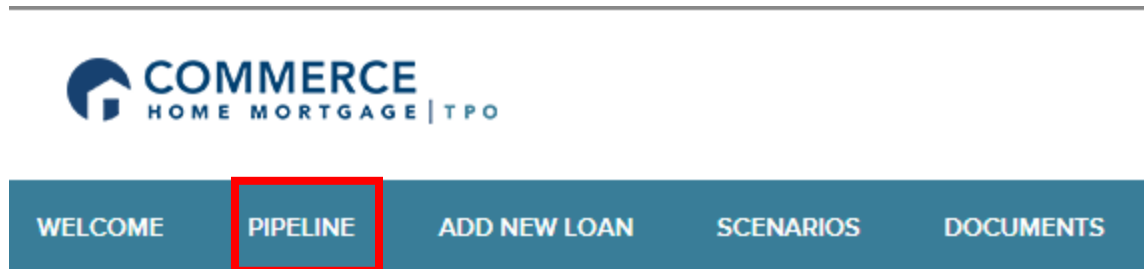 COMMERCE
HOME MORTGAGE | TPO
WELCOME PIPELINE ADD NEW LOAN SCENARIOS DOCUMENTS